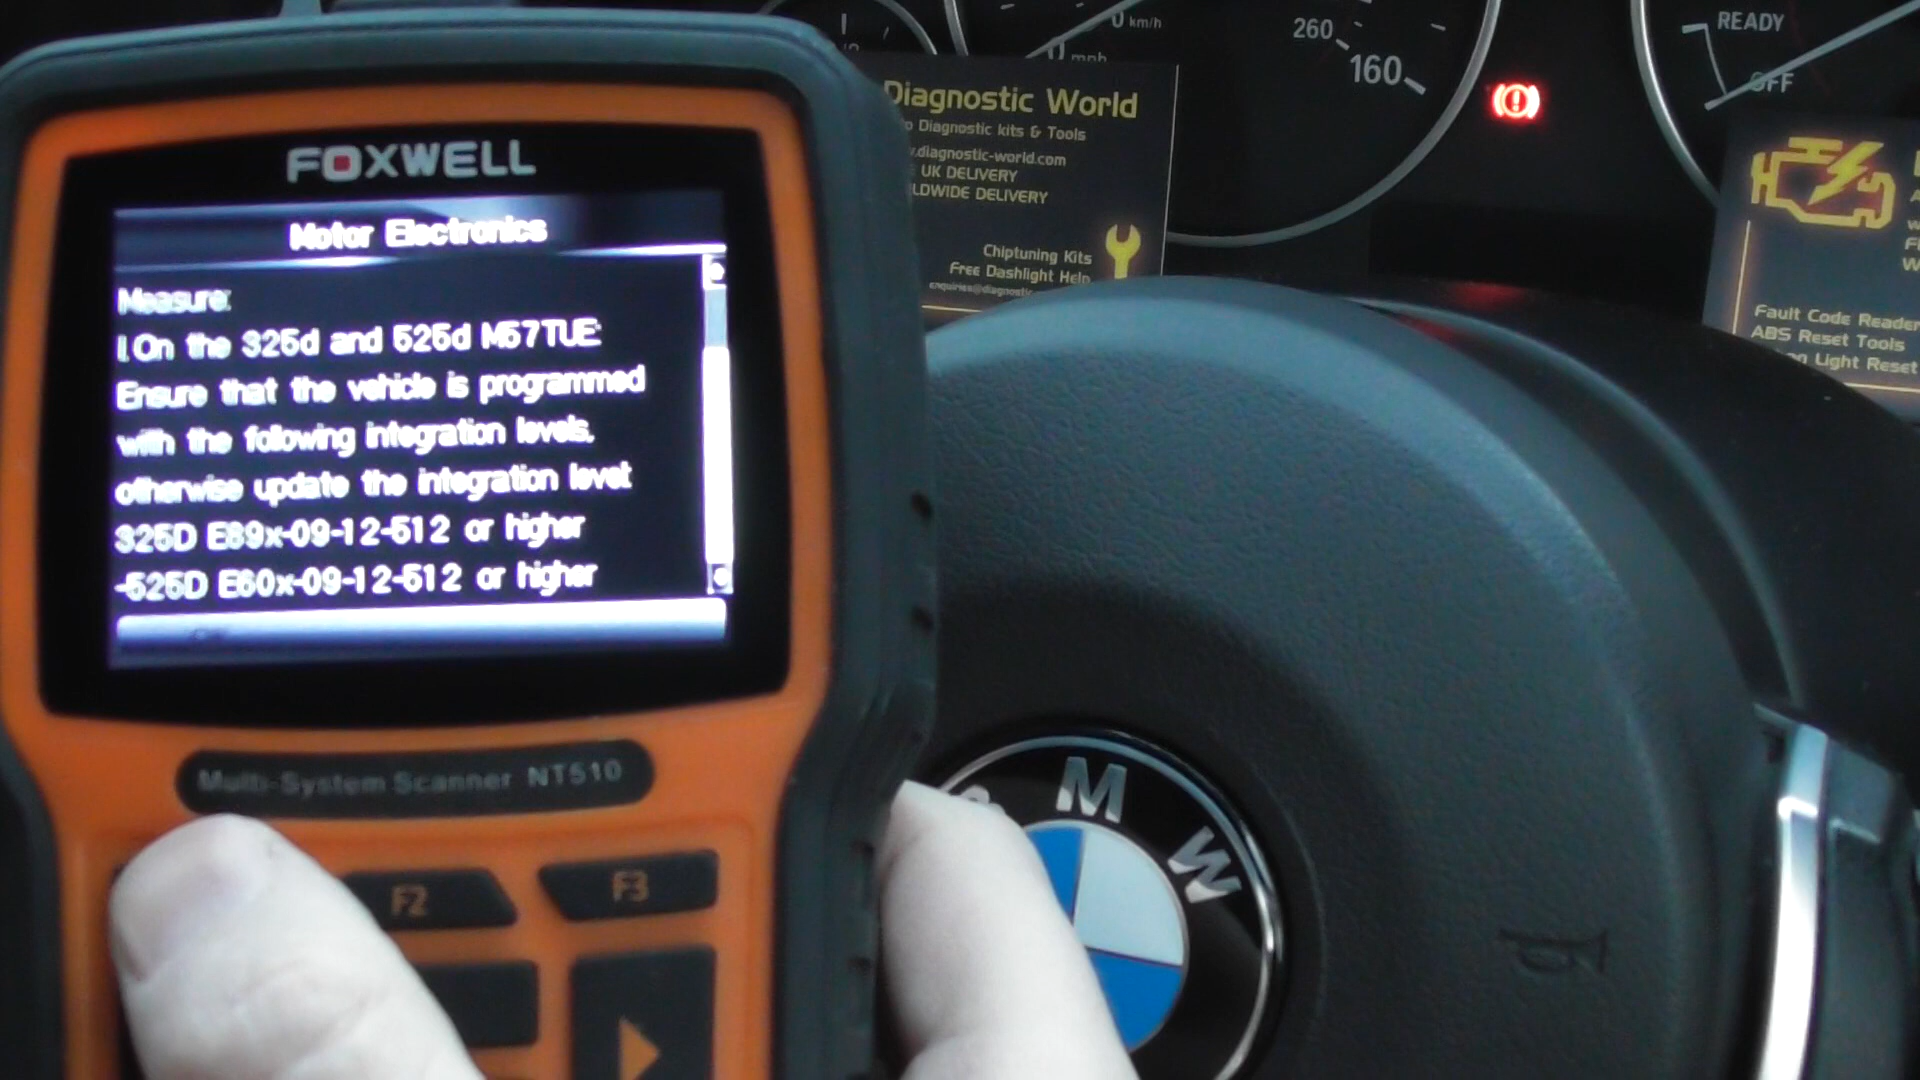 FOXWELL
Motor Electronics
Measure:
1.On the 325d and 525d M57TUE:
Ensure that the vehicle is programmed
with the following integration levels,
otherwise update the integration level:
325D E89x-09-12-512 or higher
-525D E60x-09-12-512 or higher
Multi-System Scanner NT510
F2
F3
0 km/h
0 mph
260
160
READY
OFF
Diagnostic World
Diagnostic kits & Tools
.diagnostic-world.com
UK DELIVERY
LDWIDE DELIVERY
Chiptuning Kits
Free Dashlight Help
enquiries@diagnostic
Fault Code Reader
ABS Reset Tools
Light Reset
M
W